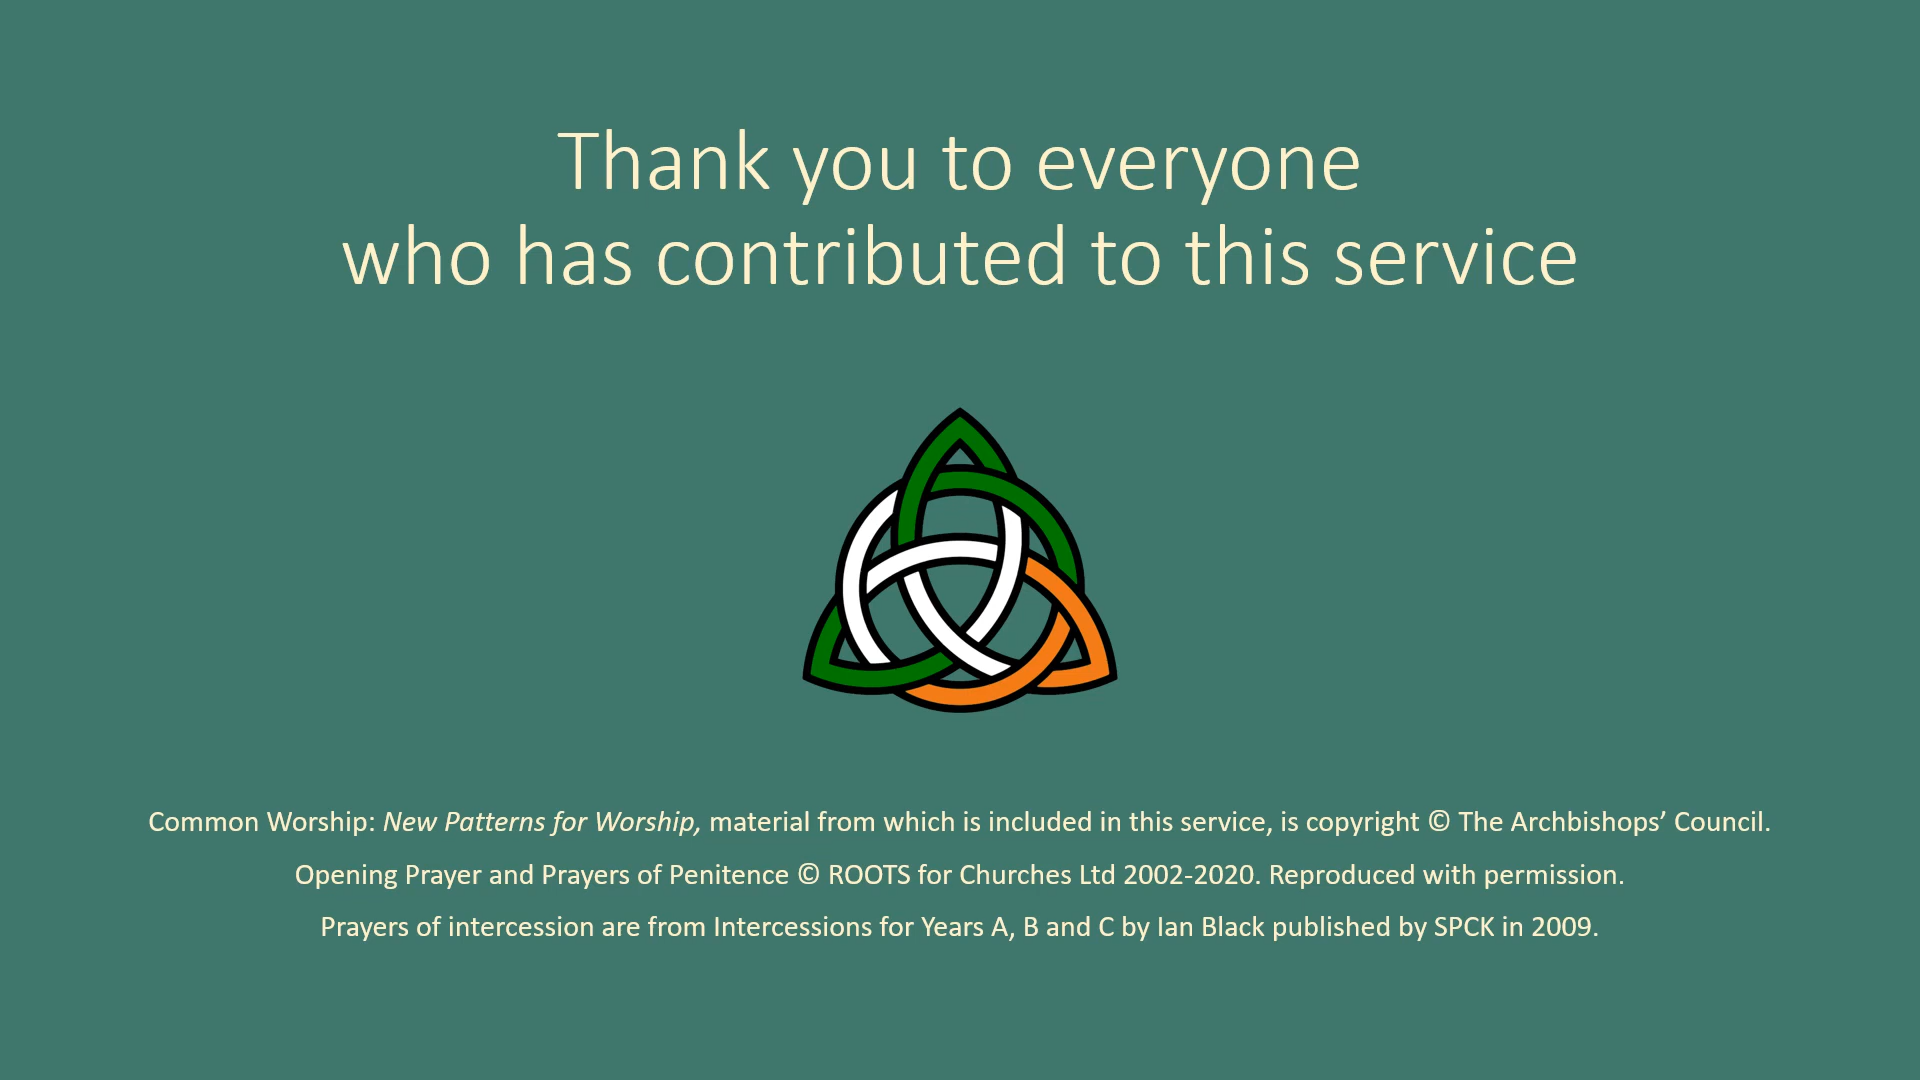 Thank you to everyone
who has contributed to this service
Common Worship: New Patterns for Worship, material from which is included in this service, is copyright © The Archbishops’ Council.
Opening Prayer and Prayers of Penitence © ROOTS for Churches Ltd 2002-2020. Reproduced with permission.
Prayers of intercession are from Intercessions for Years A, B and C by Ian Black published by SPCK in 2009.